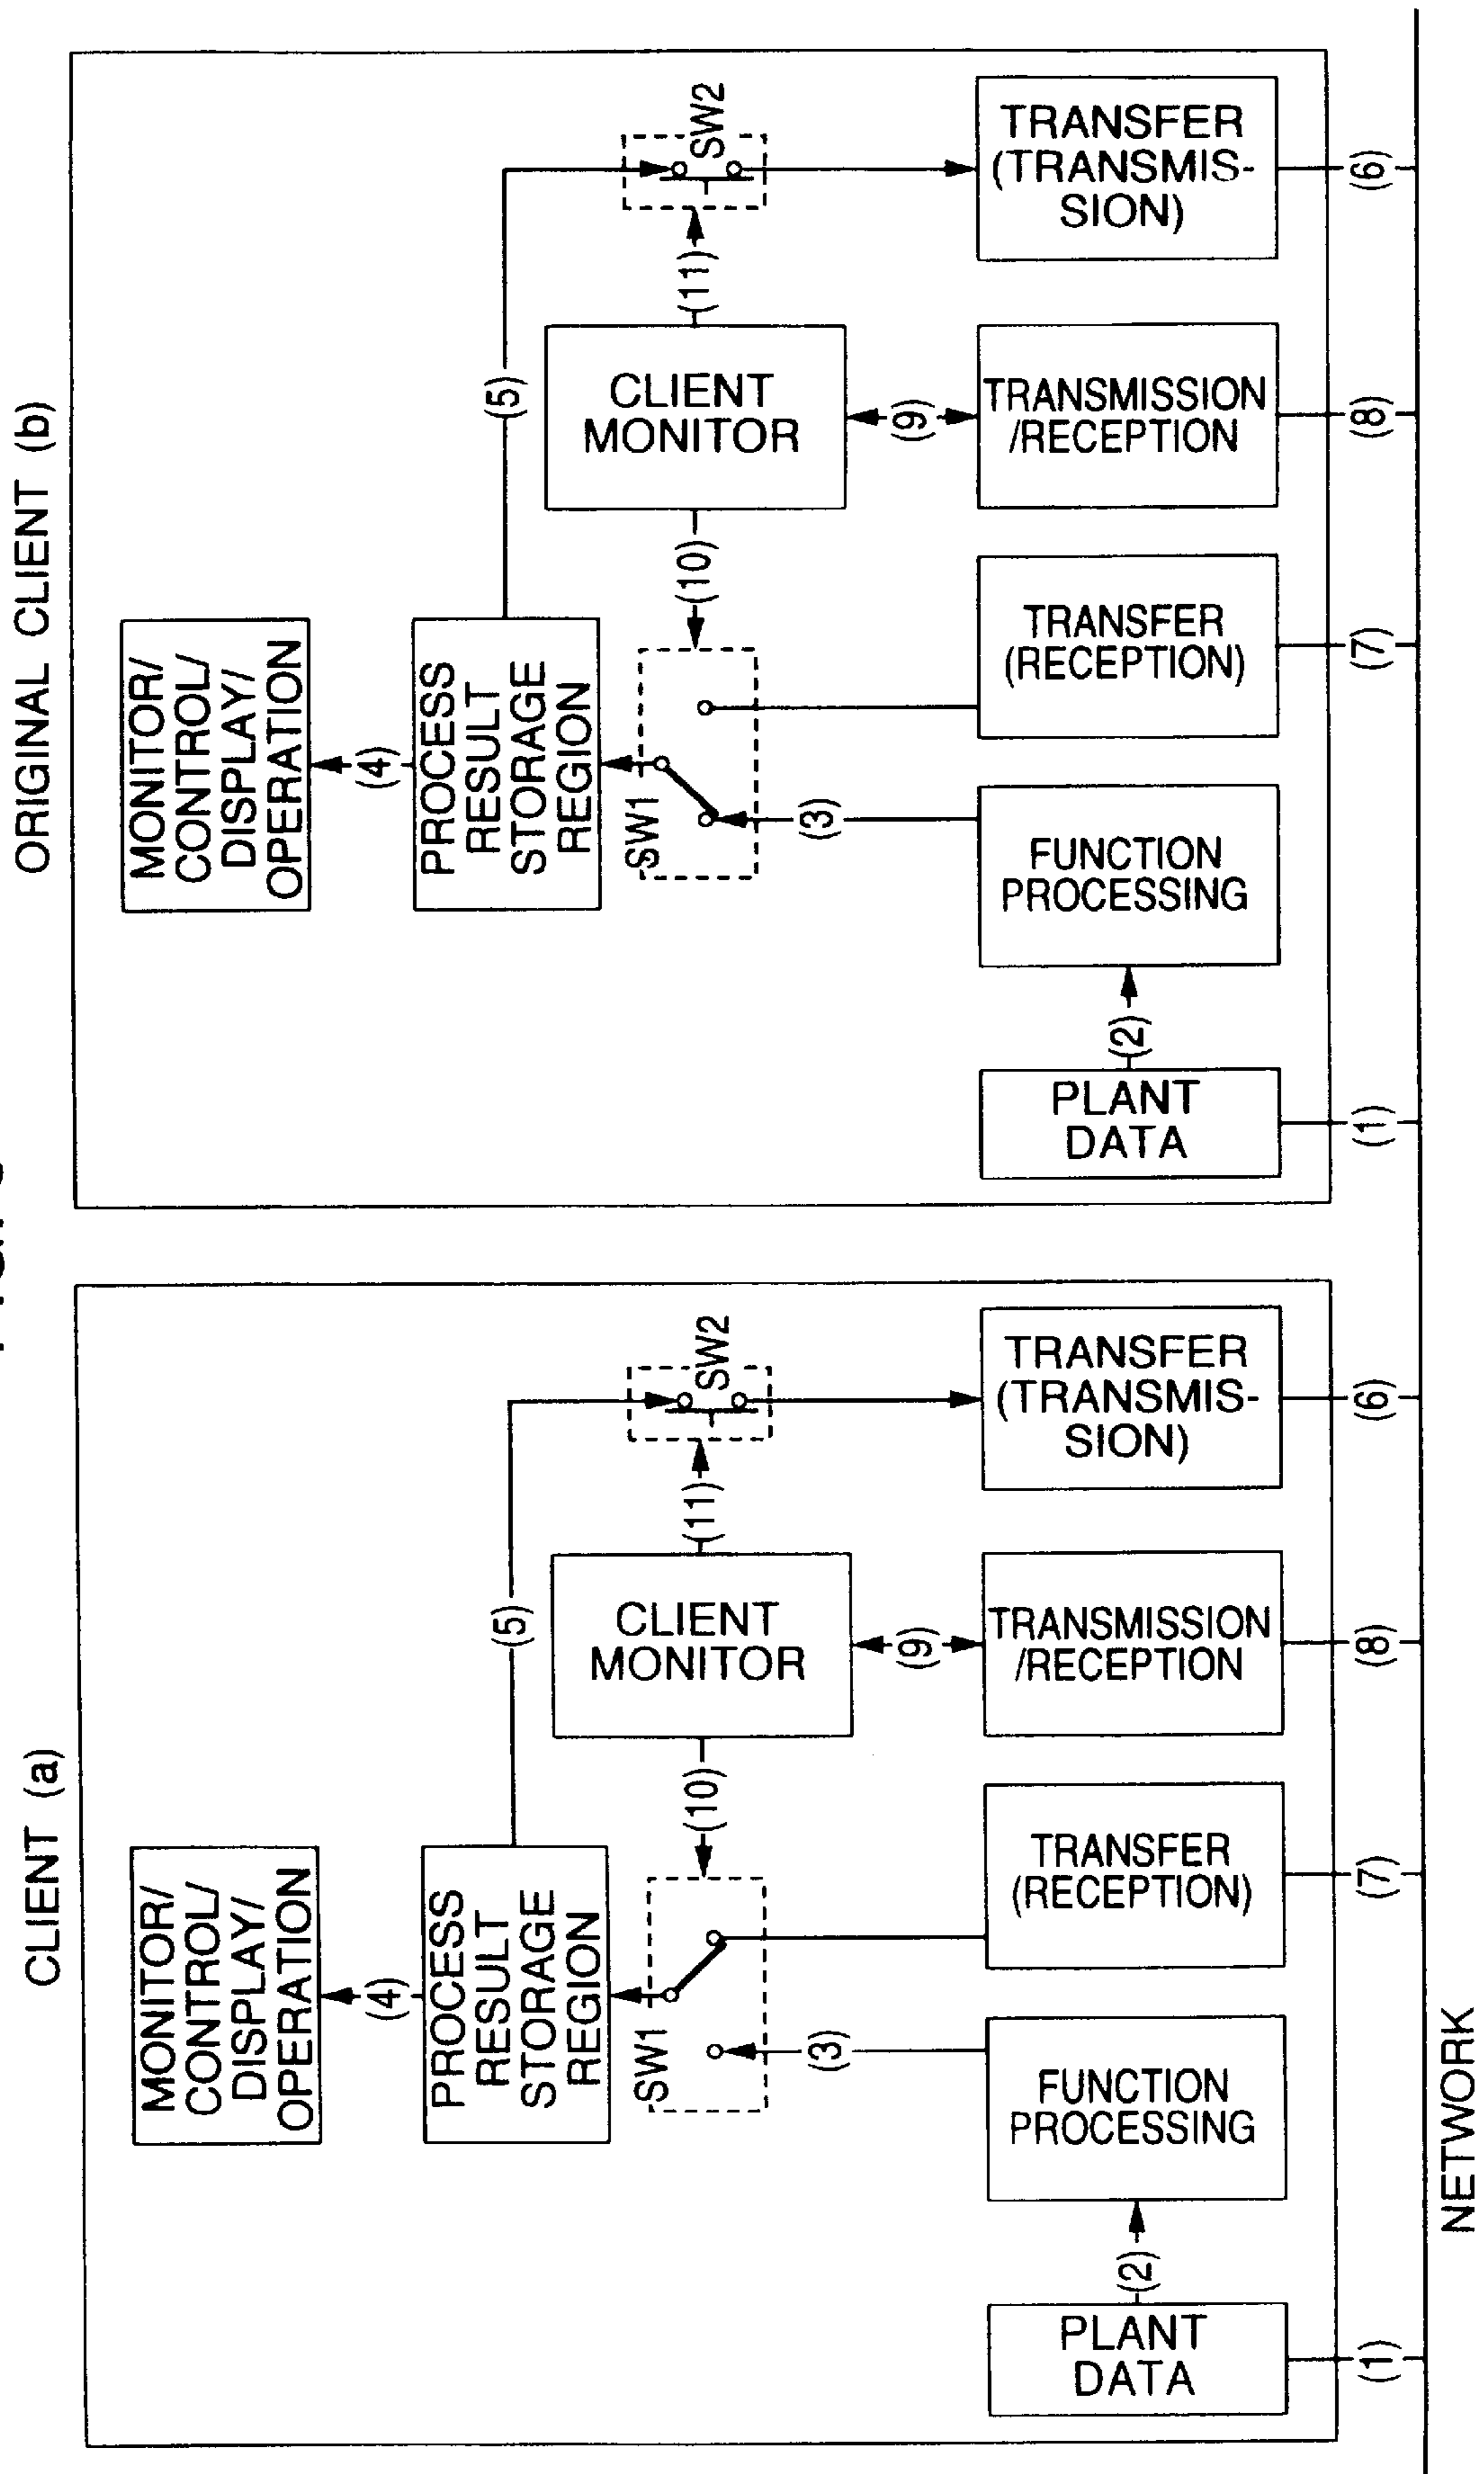 CLIENT (a)
MONITOR/
CONTROL/
DISPLAY/
OPERATION
(4)
PROCESS
RESULT
STORAGE
REGION
(5)
SW1
(10)
CLIENT
MONITOR
(11)
SW2
(3)
(9)
PLANT
DATA
(2)
FUNCTION
PROCESSING
TRANSFER
(RECEPTION)
TRANSMISSION
/RECEPTION
TRANSFER
(TRANSMIS-
SION)
(1)
(7)
(8)
(6)
ORIGINAL CLIENT (b)
MONITOR/
CONTROL/
DISPLAY/
OPERATION
(4)
PROCESS
RESULT
STORAGE
REGION
(5)
SW1
(10)
CLIENT
MONITOR
(11)
SW2
(3)
(9)
PLANT
DATA
(2)
FUNCTION
PROCESSING
TRANSFER
(RECEPTION)
TRANSMISSION
/RECEPTION
TRANSFER
(TRANSMIS-
SION)
(1)
(7)
(8)
(6)
NETWORK